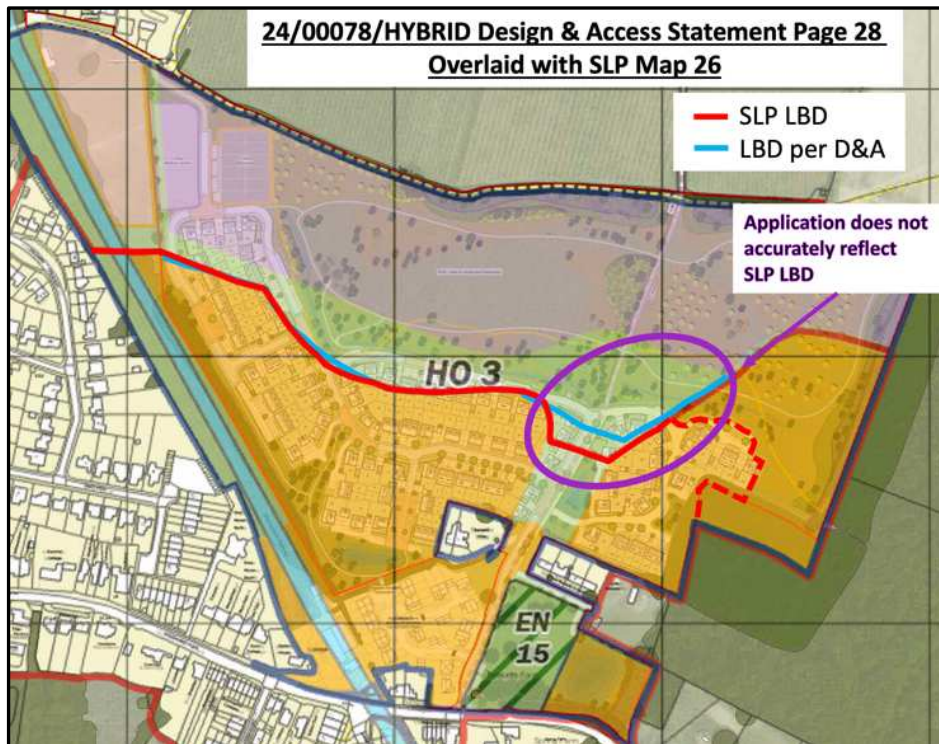 24/00078/HYBRID Design & Access Statement Page 28
Overlaid with SLP Map 26
SLP LBD
LBD per D&A
Application does not
accurately reflect
SLP LBD
HO 3
EN
15